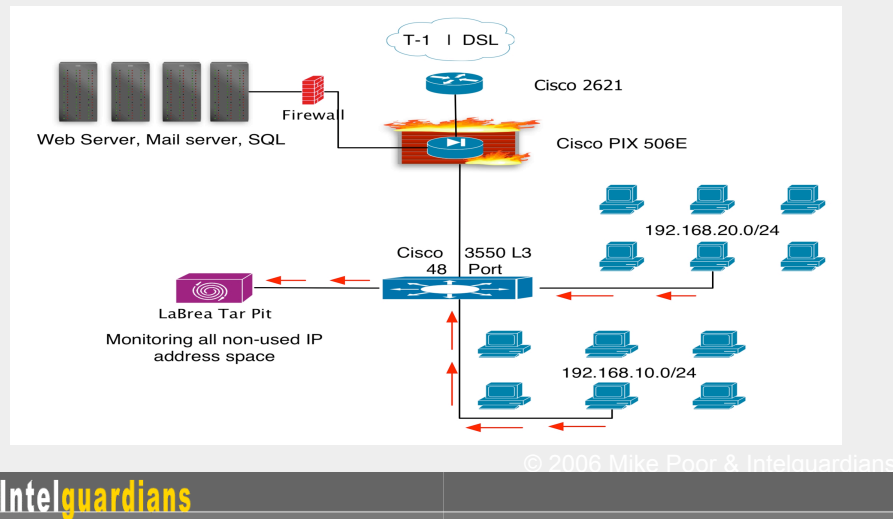 T-1 | DSL
Cisco 2621
Firewall
Web Server, Mail server, SQL
Cisco PIX 506E
192.168.20.0/24
Cisco 3550 L3
48 Port
LaBrea Tar Pit
Monitoring all non-used IP
address space
192.168.10.0/24
© 2006 Mike Poor & Intelguardians
Intelguardians